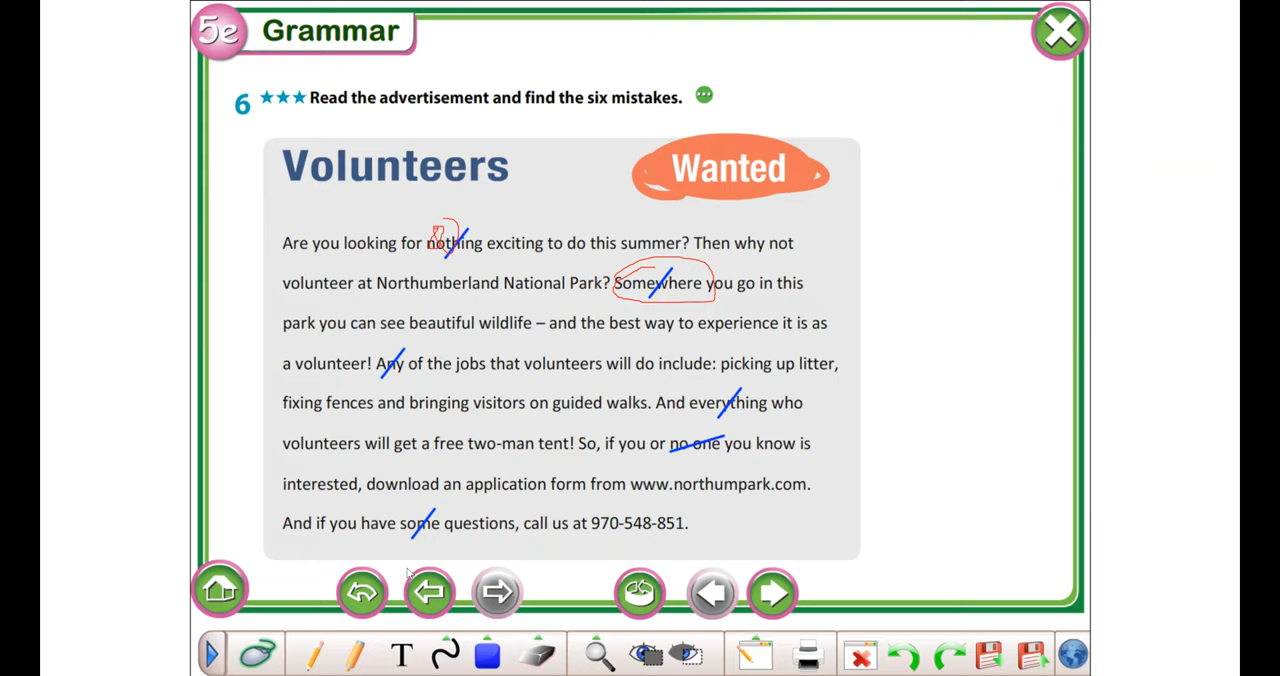 5e Grammar
6 ★★★ Read the advertisement and find the six mistakes.
Volunteers
Wanted
Are you looking for nothing exciting to do this summer? Then why not
volunteer at Northumberland National Park? Somewhere you go in this
park you can see beautiful wildlife – and the best way to experience it is as
a volunteer! Any of the jobs that volunteers will do include: picking up litter,
fixing fences and bringing visitors on guided walks. And everything who
volunteers will get a free two-man tent! So, if you or no one you know is
interested, download an application form from www.northumpark.com.
And if you have some questions, call us at 970-548-851.
T